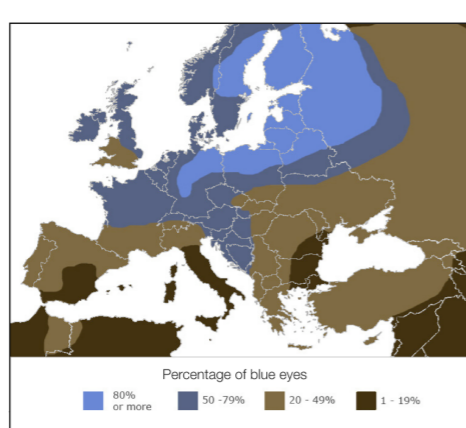 Percentage of blue eyes
80%
or more
50 -79%
20 - 49%
1 - 19%